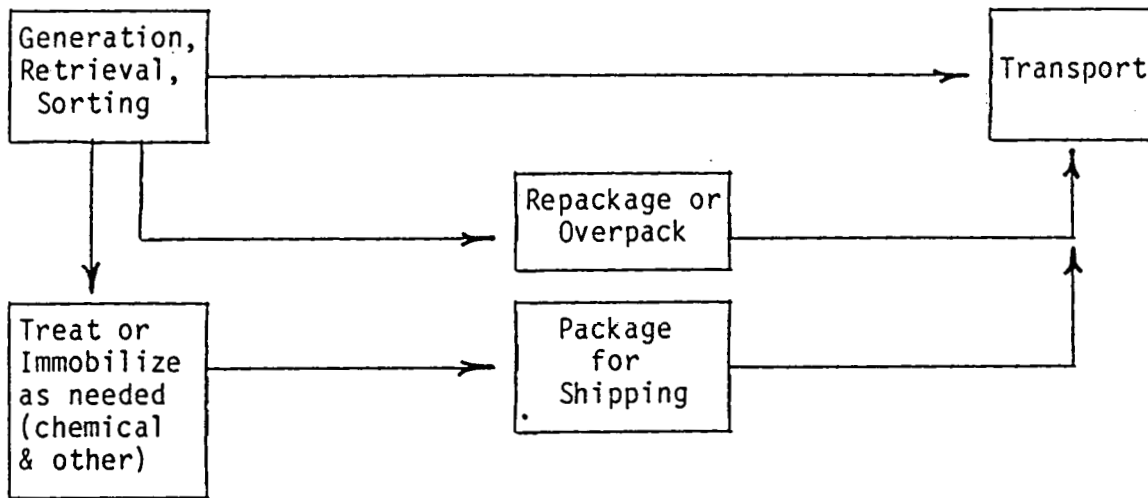 Generation,
Retrieval,
Sorting
Transport
Repackage or
Overpack
Treat or
Immobilize
as needed
(chemical
& other)
Package
for
Shipping